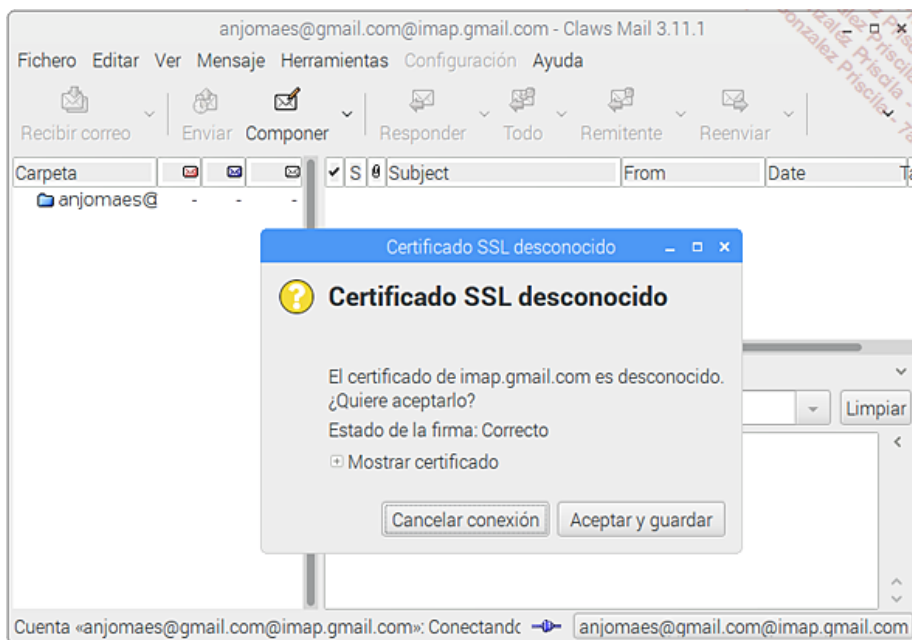 anjomaes@gmail.com@imap.gmail.com - Claws Mail 3.11.1
Fichero Editar Ver Mensaje Herramientas Configuración Ayuda
Recibir correo Enviar Componer Responder Todo Remitente Reenviar
Carpeta S Subject From Date
anjomaes@ - - -
Certificado SSL desconocido
Certificado SSL desconocido
El certificado de imap.gmail.com es desconocido.
¿Quiere aceptarlo?
Estado de la firma: Correcto
Mostrar certificado
Limpiar
Cancelar conexión Aceptar y guardar
Cuenta «anjomaes@gmail.com@imap.gmail.com»: Conectando anjomaes@gmail.com@imap.gmail.com
Gonzalez Priscila